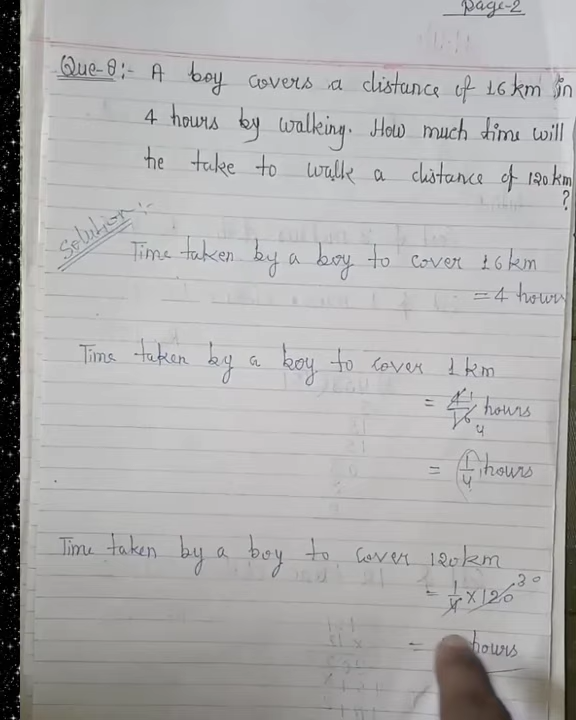 page-2
Que-8:- A boy covers a distance of 16 km in
4 hours by walking. How much time will
he take to walk a distance of 120 km
?
Solution:-
Time taken by a boy to cover 16 km
= 4 hours
Time taken by a boy to cover 1 km
= 4/16 hours
1
4
= 1/4 hours
Time taken by a boy to cover 120 km
= 1/4 × 120 30
= hours